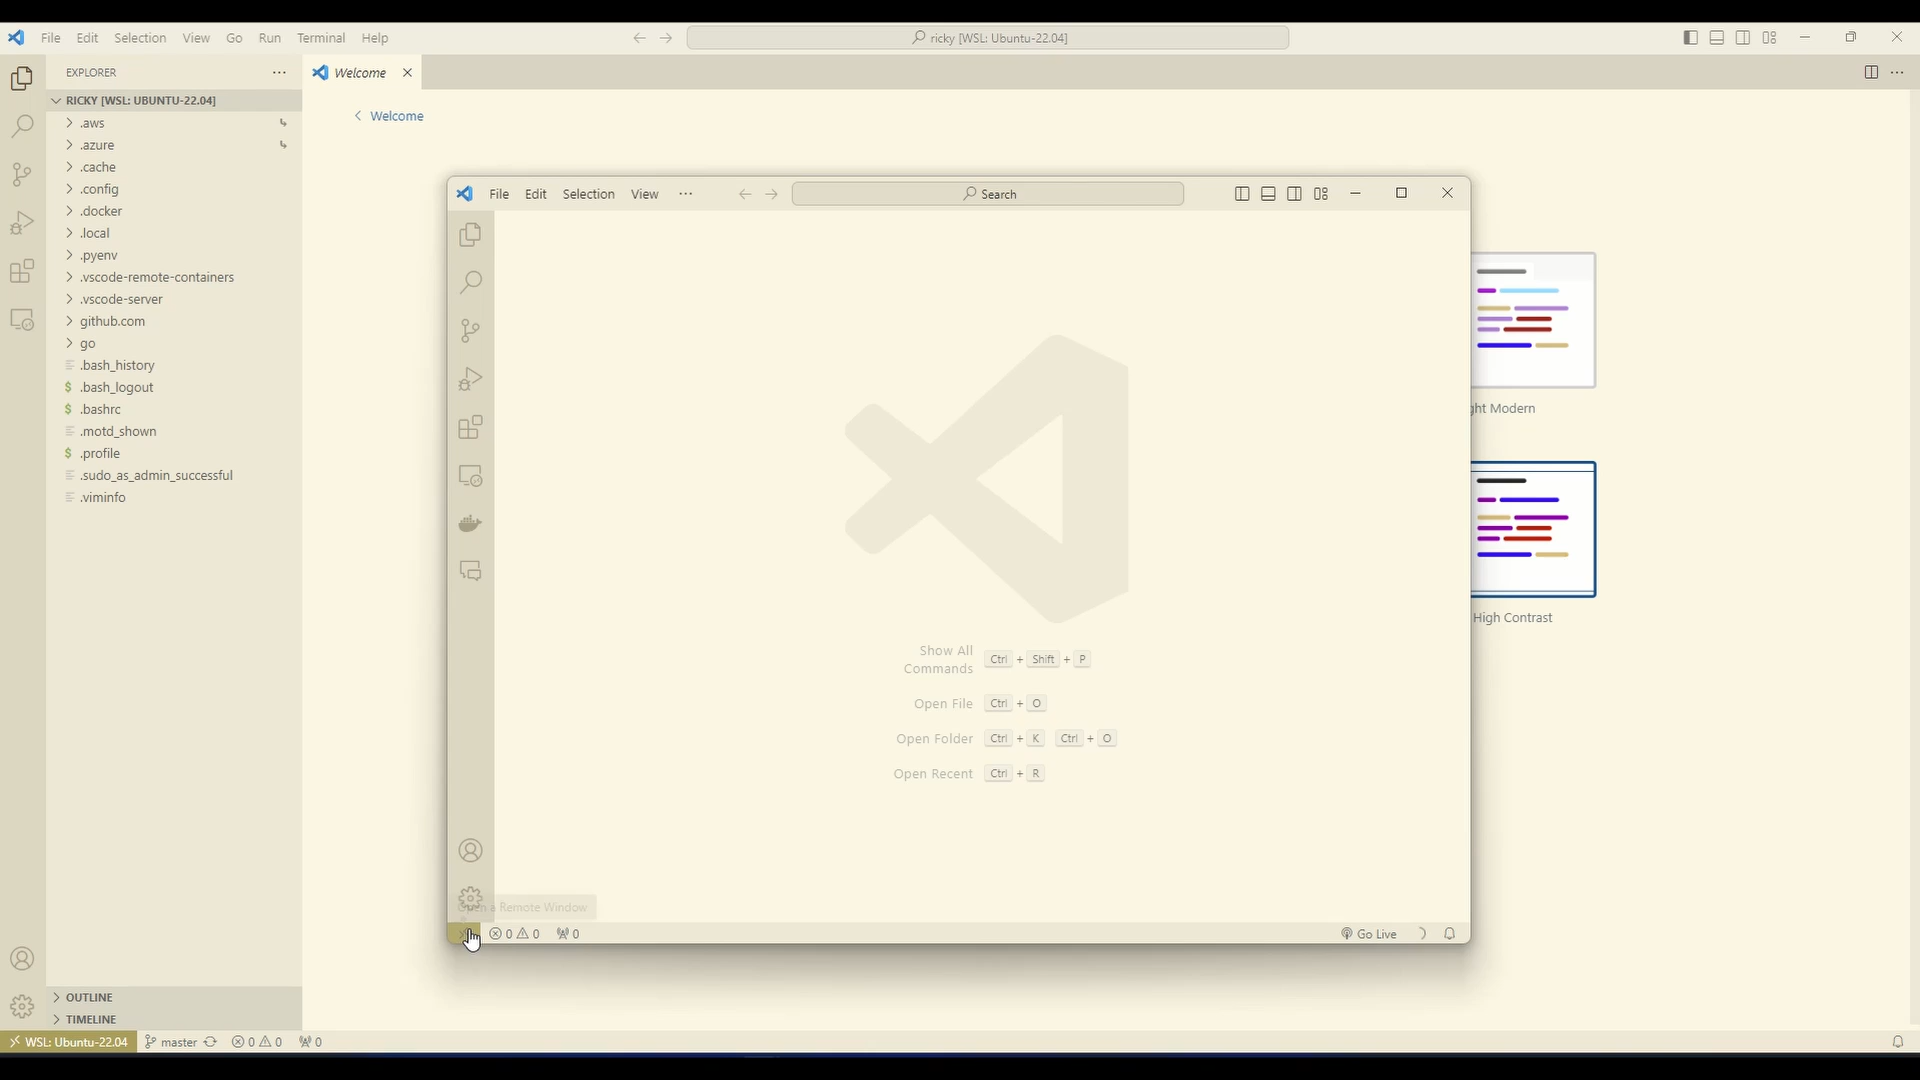 File Edit Selection View Go Run Terminal Help
ricky [WSL: Ubuntu-22.04]
EXPLORER
Welcome
RICKY [WSL: UBUNTU-22.04]
.aws
.azure
.cache
.config
.docker
.local
.pyenv
.vscode-remote-containers
.vscode-server
github.com
go
.bash_history
.bash_logout
.bashrc
.motd_shown
.profile
.sudo_as_admin_successful
.viminfo
OUTLINE
TIMELINE
Welcome
ght Modern
High Contrast
File Edit Selection View
Search
Show All
Commands
Ctrl + Shift + P
Open File Ctrl + O
Open Folder Ctrl + K Ctrl + O
Open Recent Ctrl + R
Open a Remote Window
0 0 0
Go Live
WSL: Ubuntu-22.04 master 0 0 0